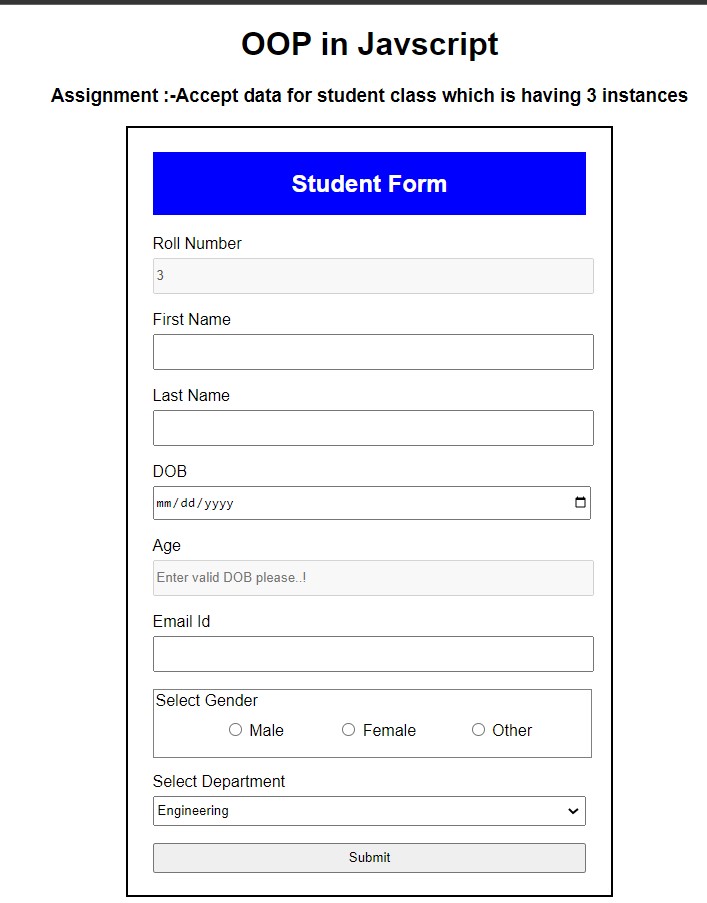 OOP in Javscript
Assignment :-Accept data for student class which is having 3 instances
Student Form
Roll Number
3
First Name
Last Name
DOB
mm/dd/yyyy
Age
Enter valid DOB please..!
Email Id
Select Gender
Male Female Other
Select Department
Engineering
Submit